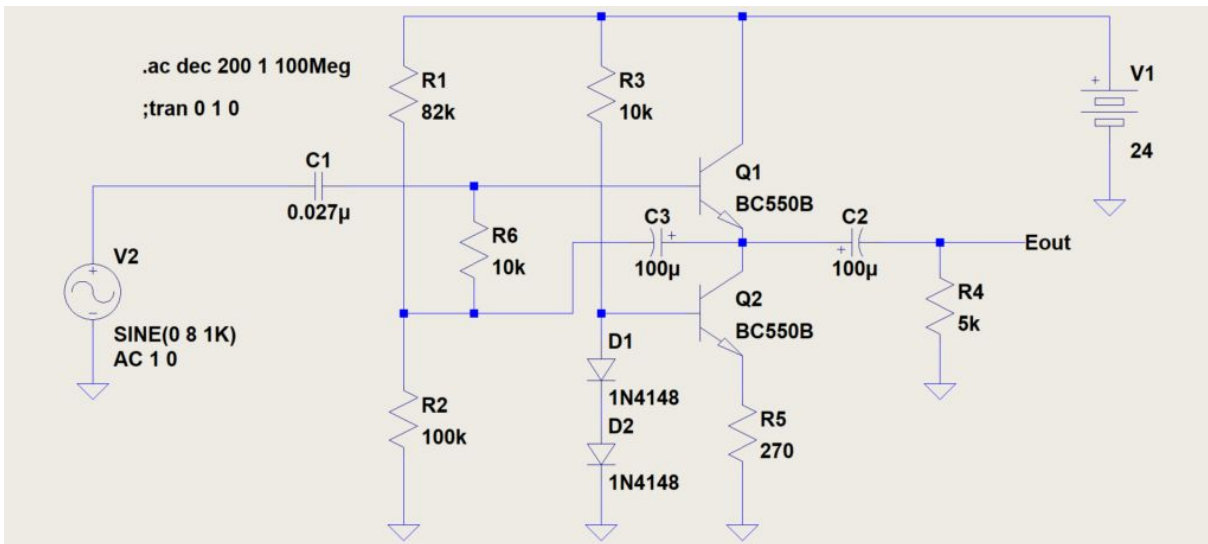 .ac dec 200 1 100Meg
;tran 0 1 0
R1
82k
R3
10k
V1
24
C1
0.027µ
Q1
BC550B
R6
10k
C3
100µ
C2
100µ
Eout
V2
SINE(0 8 1K)
AC 1 0
R4
5k
Q2
BC550B
D1
1N4148
R2
100k
D2
1N4148
R5
270